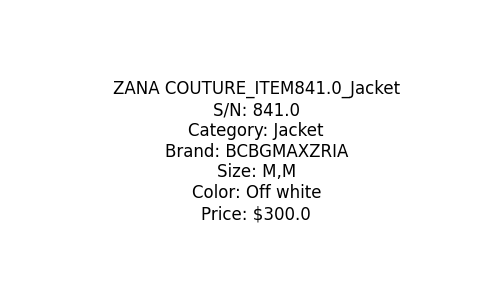 ZANA COUTURE_ITEM841.0_Jacket
S/N: 841.0
Category: Jacket
Brand: BCBGMAXZRIA
Size: M,M
Color: Off white
Price: $300.0